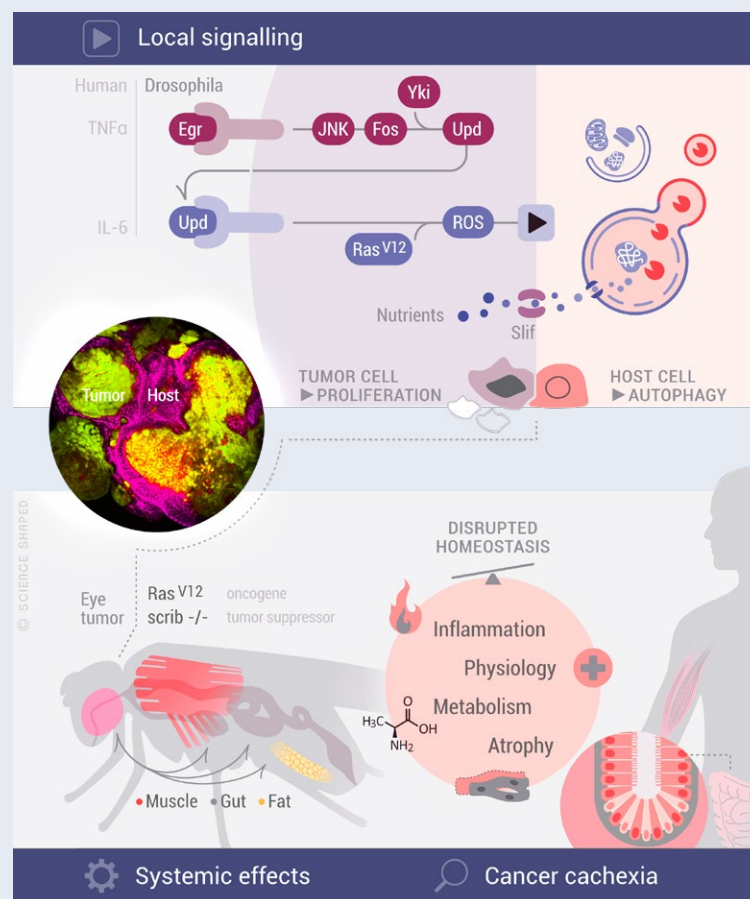 Local signalling
Human Drosophila
Yki
TNFα Egr JNK Fos Upd
IL-6 Upd Ras V12 ROS
Nutrients
Slif
TUMOR CELL
▶ PROLIFERATION
HOST CELL
▶ AUTOPHAGY
Tumor Host
© SCIENCE SHAPED
DISRUPTED
HOMEOSTASIS
Eye
tumor
Ras V12 oncogene
scrib -/- tumor suppressor
Inflammation
Physiology
Metabolism
Atrophy
O
H₃C
OH
NH₂
• Muscle • Gut • Fat
Systemic effects
Cancer cachexia